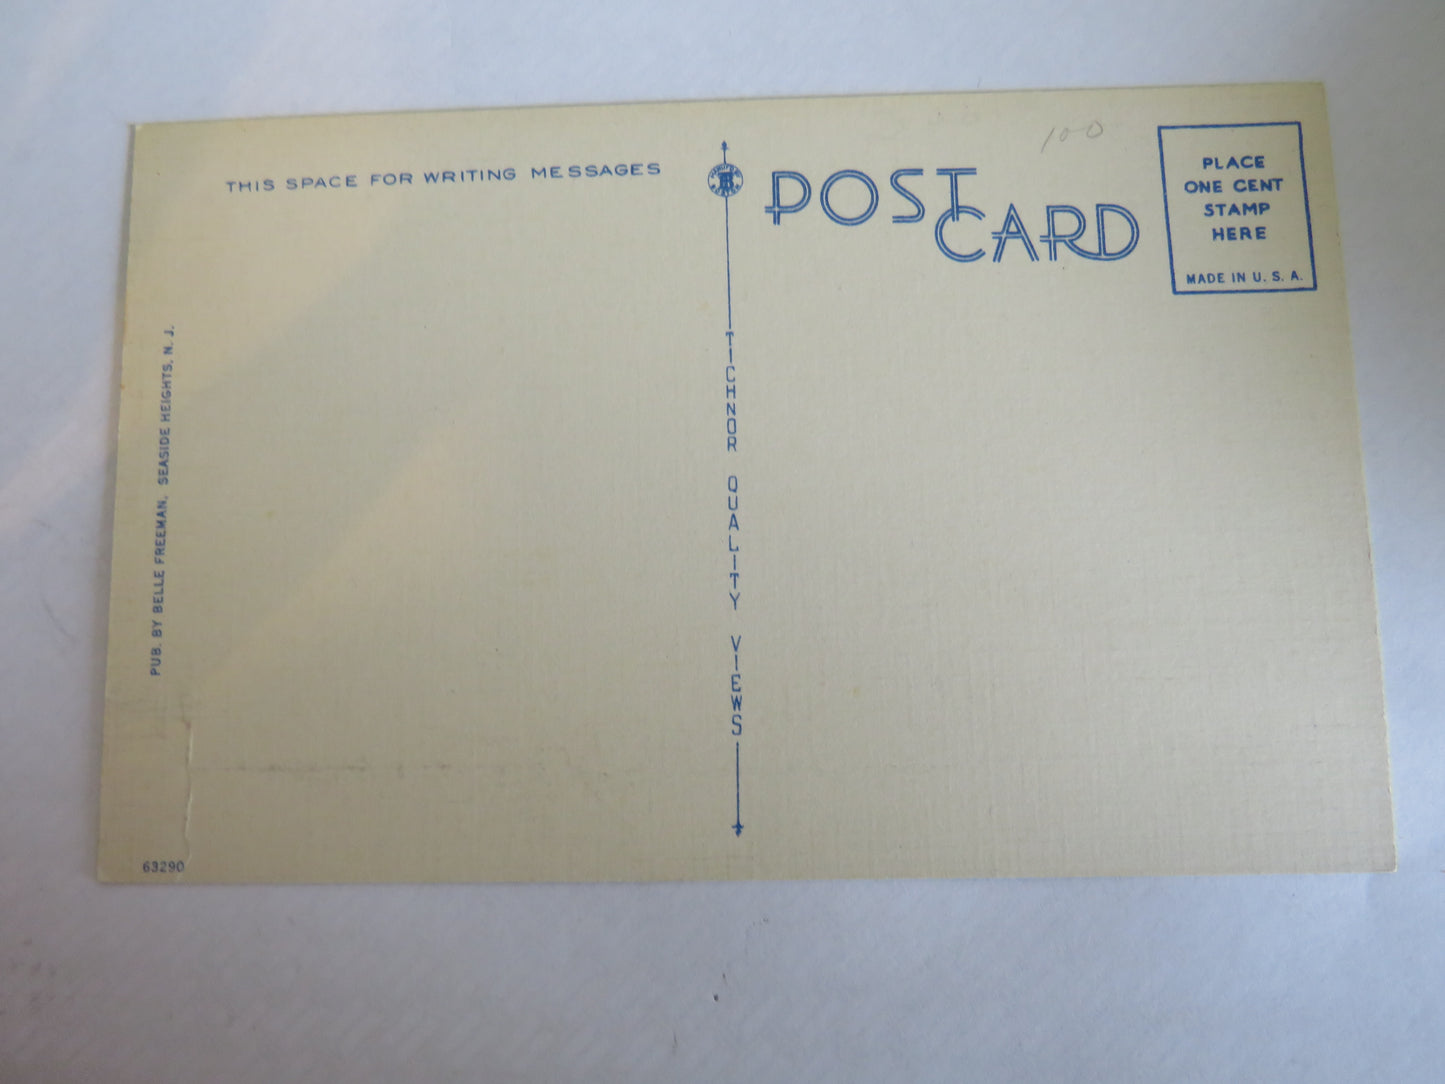 THIS SPACE FOR WRITING MESSAGES
POST
CARD
100
PLACE
ONE CENT
STAMP
HERE
MADE IN U. S. A.
TICHNOR QUALITY VIEWS
PUB. BY BELLE FREEMAN, SEASIDE HEIGHTS, N. J.
63290